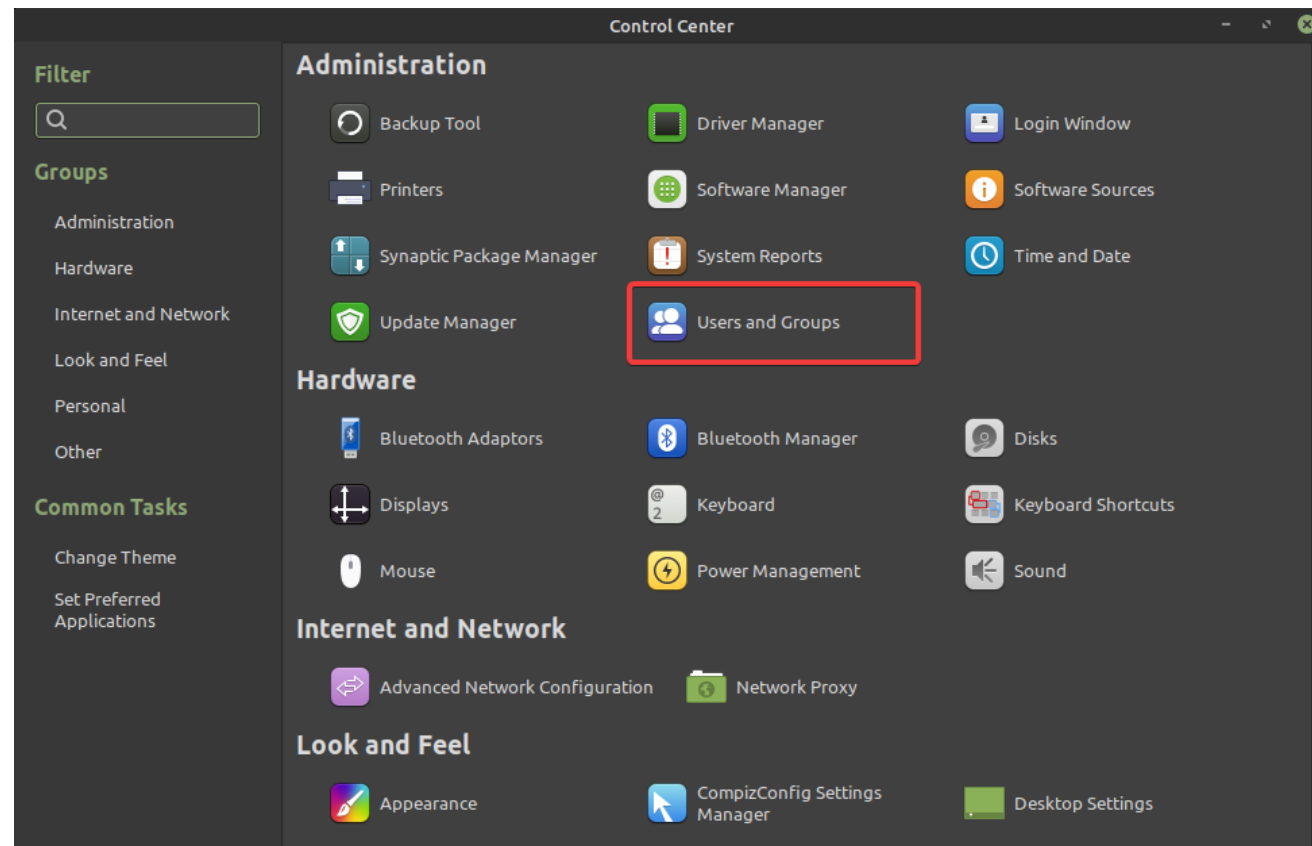 Control Center
Filter
Groups
Administration
Hardware
Internet and Network
Look and Feel
Personal
Other
Common Tasks
Change Theme
Set Preferred
Applications
Administration
Backup Tool
Driver Manager
Login Window
Printers
Software Manager
Software Sources
Synaptic Package Manager
System Reports
Time and Date
Update Manager
Users and Groups
Hardware
Bluetooth Adaptors
Bluetooth Manager
Disks
Displays
@
2
Keyboard
Keyboard Shortcuts
Mouse
Power Management
Sound
Internet and Network
Advanced Network Configuration
Network Proxy
Look and Feel
Appearance
CompizConfig Settings
Manager
Desktop Settings